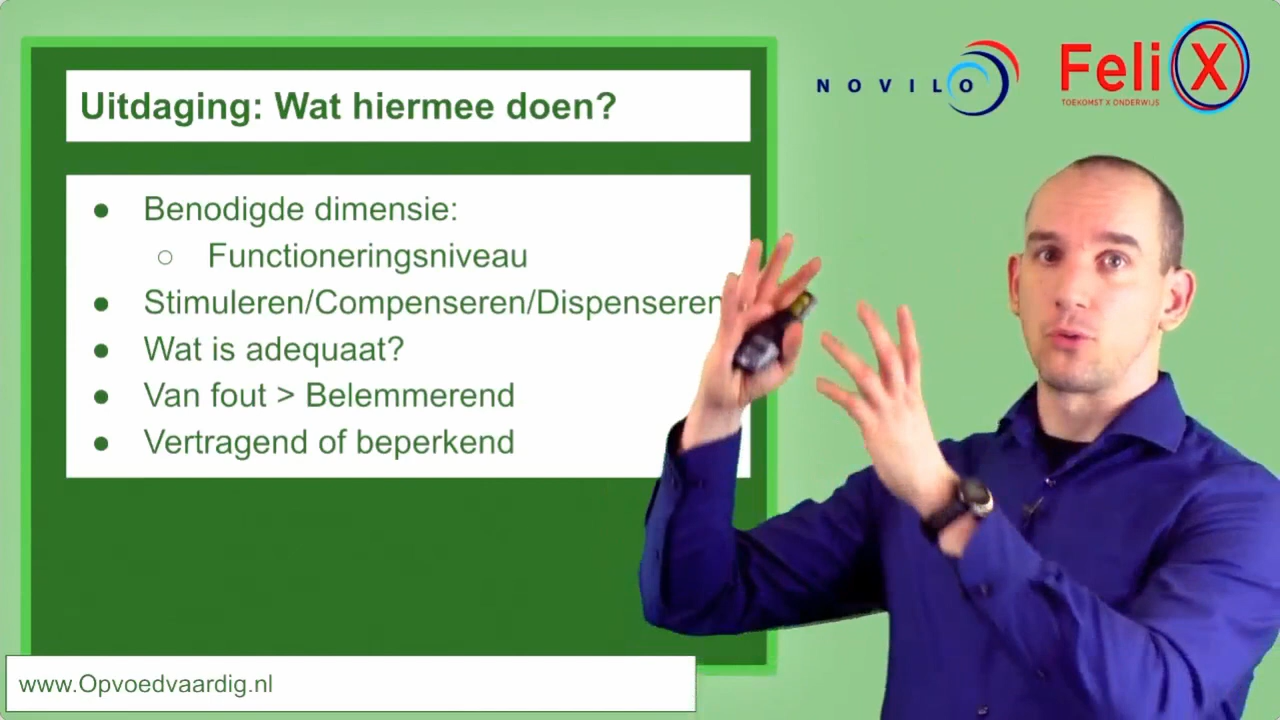 Uitdaging: Wat hiermee doen?
NOVILO
FeliX
TOEKOMST X ONDERWIJS
● Benodigde dimensie:
○ Functioneringsniveau
● Stimuleren/Compenseren/Dispenseren
● Wat is adequaat?
● Van fout > Belemmerend
● Vertragend of beperkend
www.Opvoedvaardig.nl